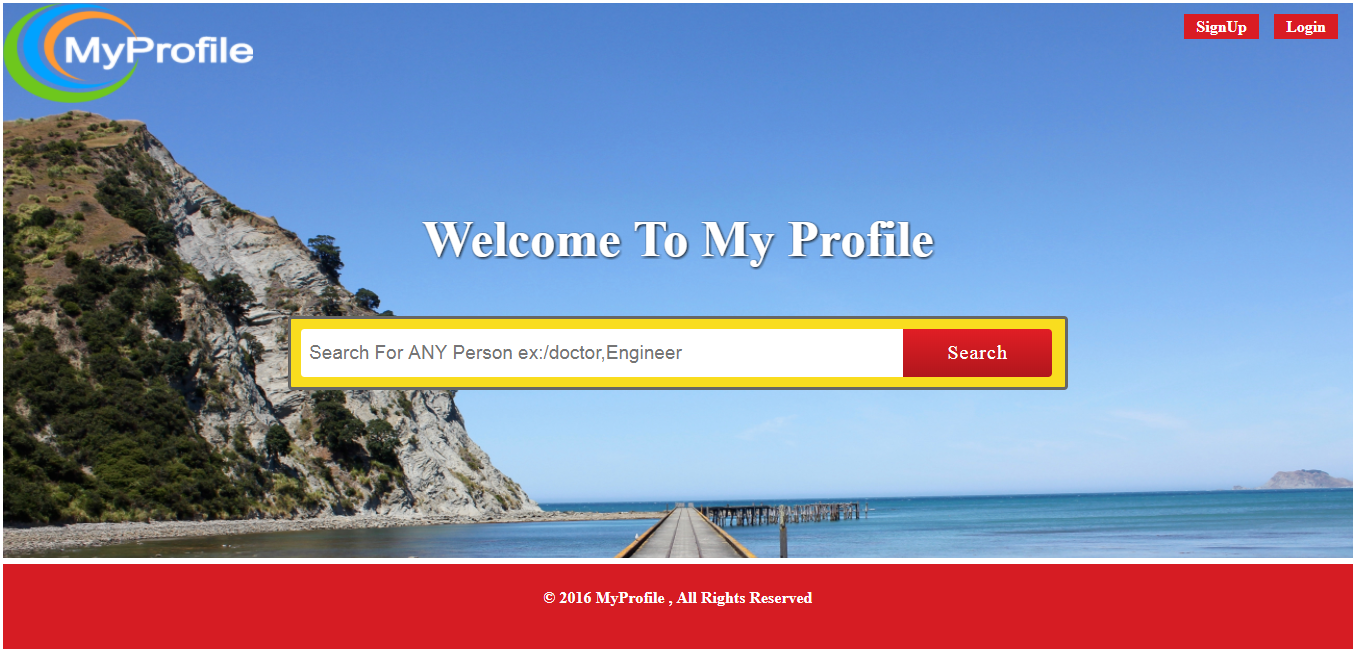 MyProfile
SignUp
Login
Welcome To My Profile
Search For ANY Person ex:/doctor,Engineer
Search
© 2016 MyProfile , All Rights Reserved